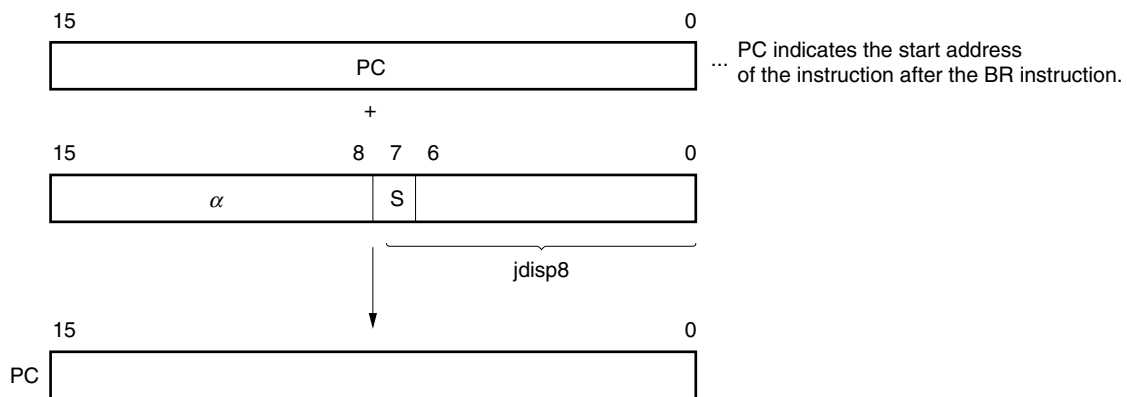 15 0
PC
... PC indicates the start address
of the instruction after the BR instruction.
+
15 8 7 6 0
α S
jdisp8
15 0
PC